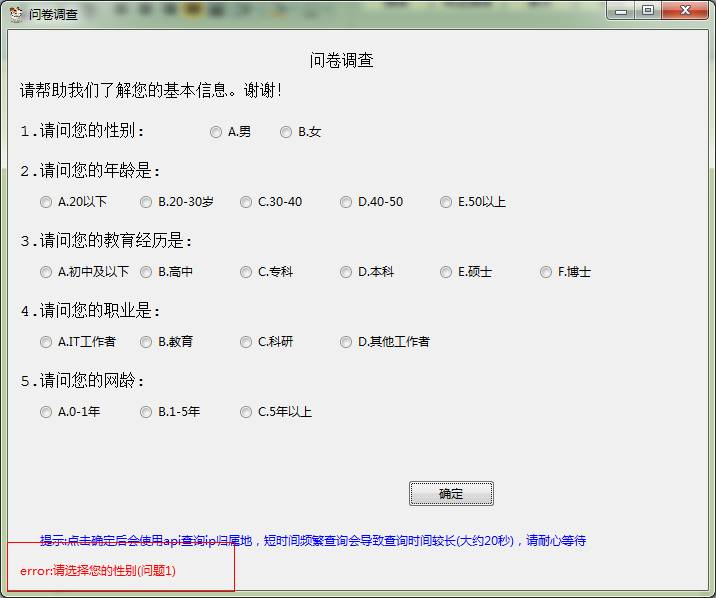 问卷调查
问卷调查
请帮助我们了解您的基本信息。谢谢!
1.请问您的性别: A.男 B.女
2.请问您的年龄是:
A.20以下 B.20-30岁 C.30-40 D.40-50 E.50以上
3.请问您的教育经历是:
A.初中及以下 B.高中 C.专科 D.本科 E.硕士 F.博士
4.请问您的职业是:
A.IT工作者 B.教育 C.科研 D.其他工作者
5.请问您的网龄:
A.0-1年 B.1-5年 C.5年以上
确定
提示:点击确定后会使用api查询ip归属地，短时间频繁查询会导致查询时间较长(大约20秒)，请耐心等待
error:请选择您的性别(问题1)